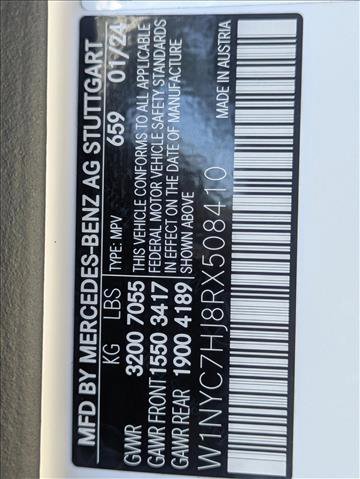 MFD BY MERCEDES-BENZ AG STUTTGART
KG LBS
GWR 3200 7055
GAWR FRONT 1550 3417
GAWR REAR 1900 4189
659 01/24
TYPE: MPV
THIS VEHICLE CONFORMS TO ALL APPLICABLE
FEDERAL MOTOR VEHICLE SAFETY STANDARDS
IN EFFECT ON THE DATE OF MANUFACTURE
SHOWN ABOVE
W1NYC7HJ8RX508410
MADE IN AUSTRIA